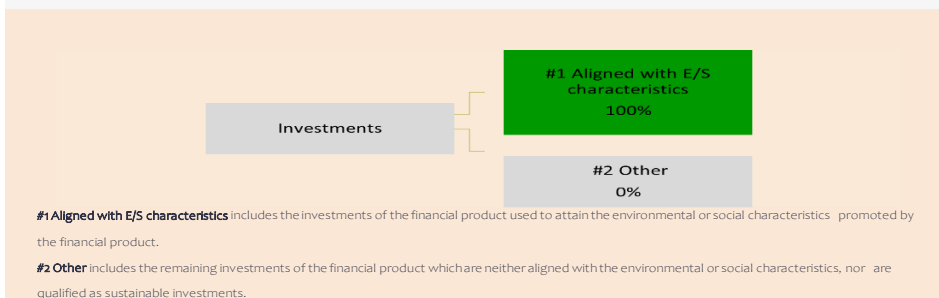 #1 Aligned with E/S
characteristics
100%
Investments
#2 Other
0%
#1 Aligned with E/S characteristics includes the investments of the financial product used to attain the environmental or social characteristics promoted by
the financial product.
#2 Other includes the remaining investments of the financial product which are neither aligned with the environmental or social characteristics, nor are
qualified as sustainable investments.